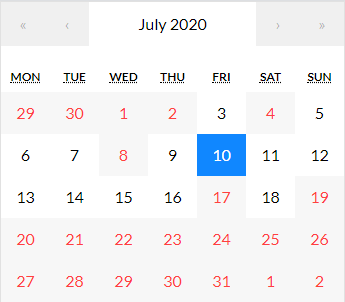 « ‹ July 2020 › »
MON TUE WED THU FRI SAT SUN
29 30 1 2 3 4 5
6 7 8 9 10 11 12
13 14 15 16 17 18 19
20 21 22 23 24 25 26
27 28 29 30 31 1 2